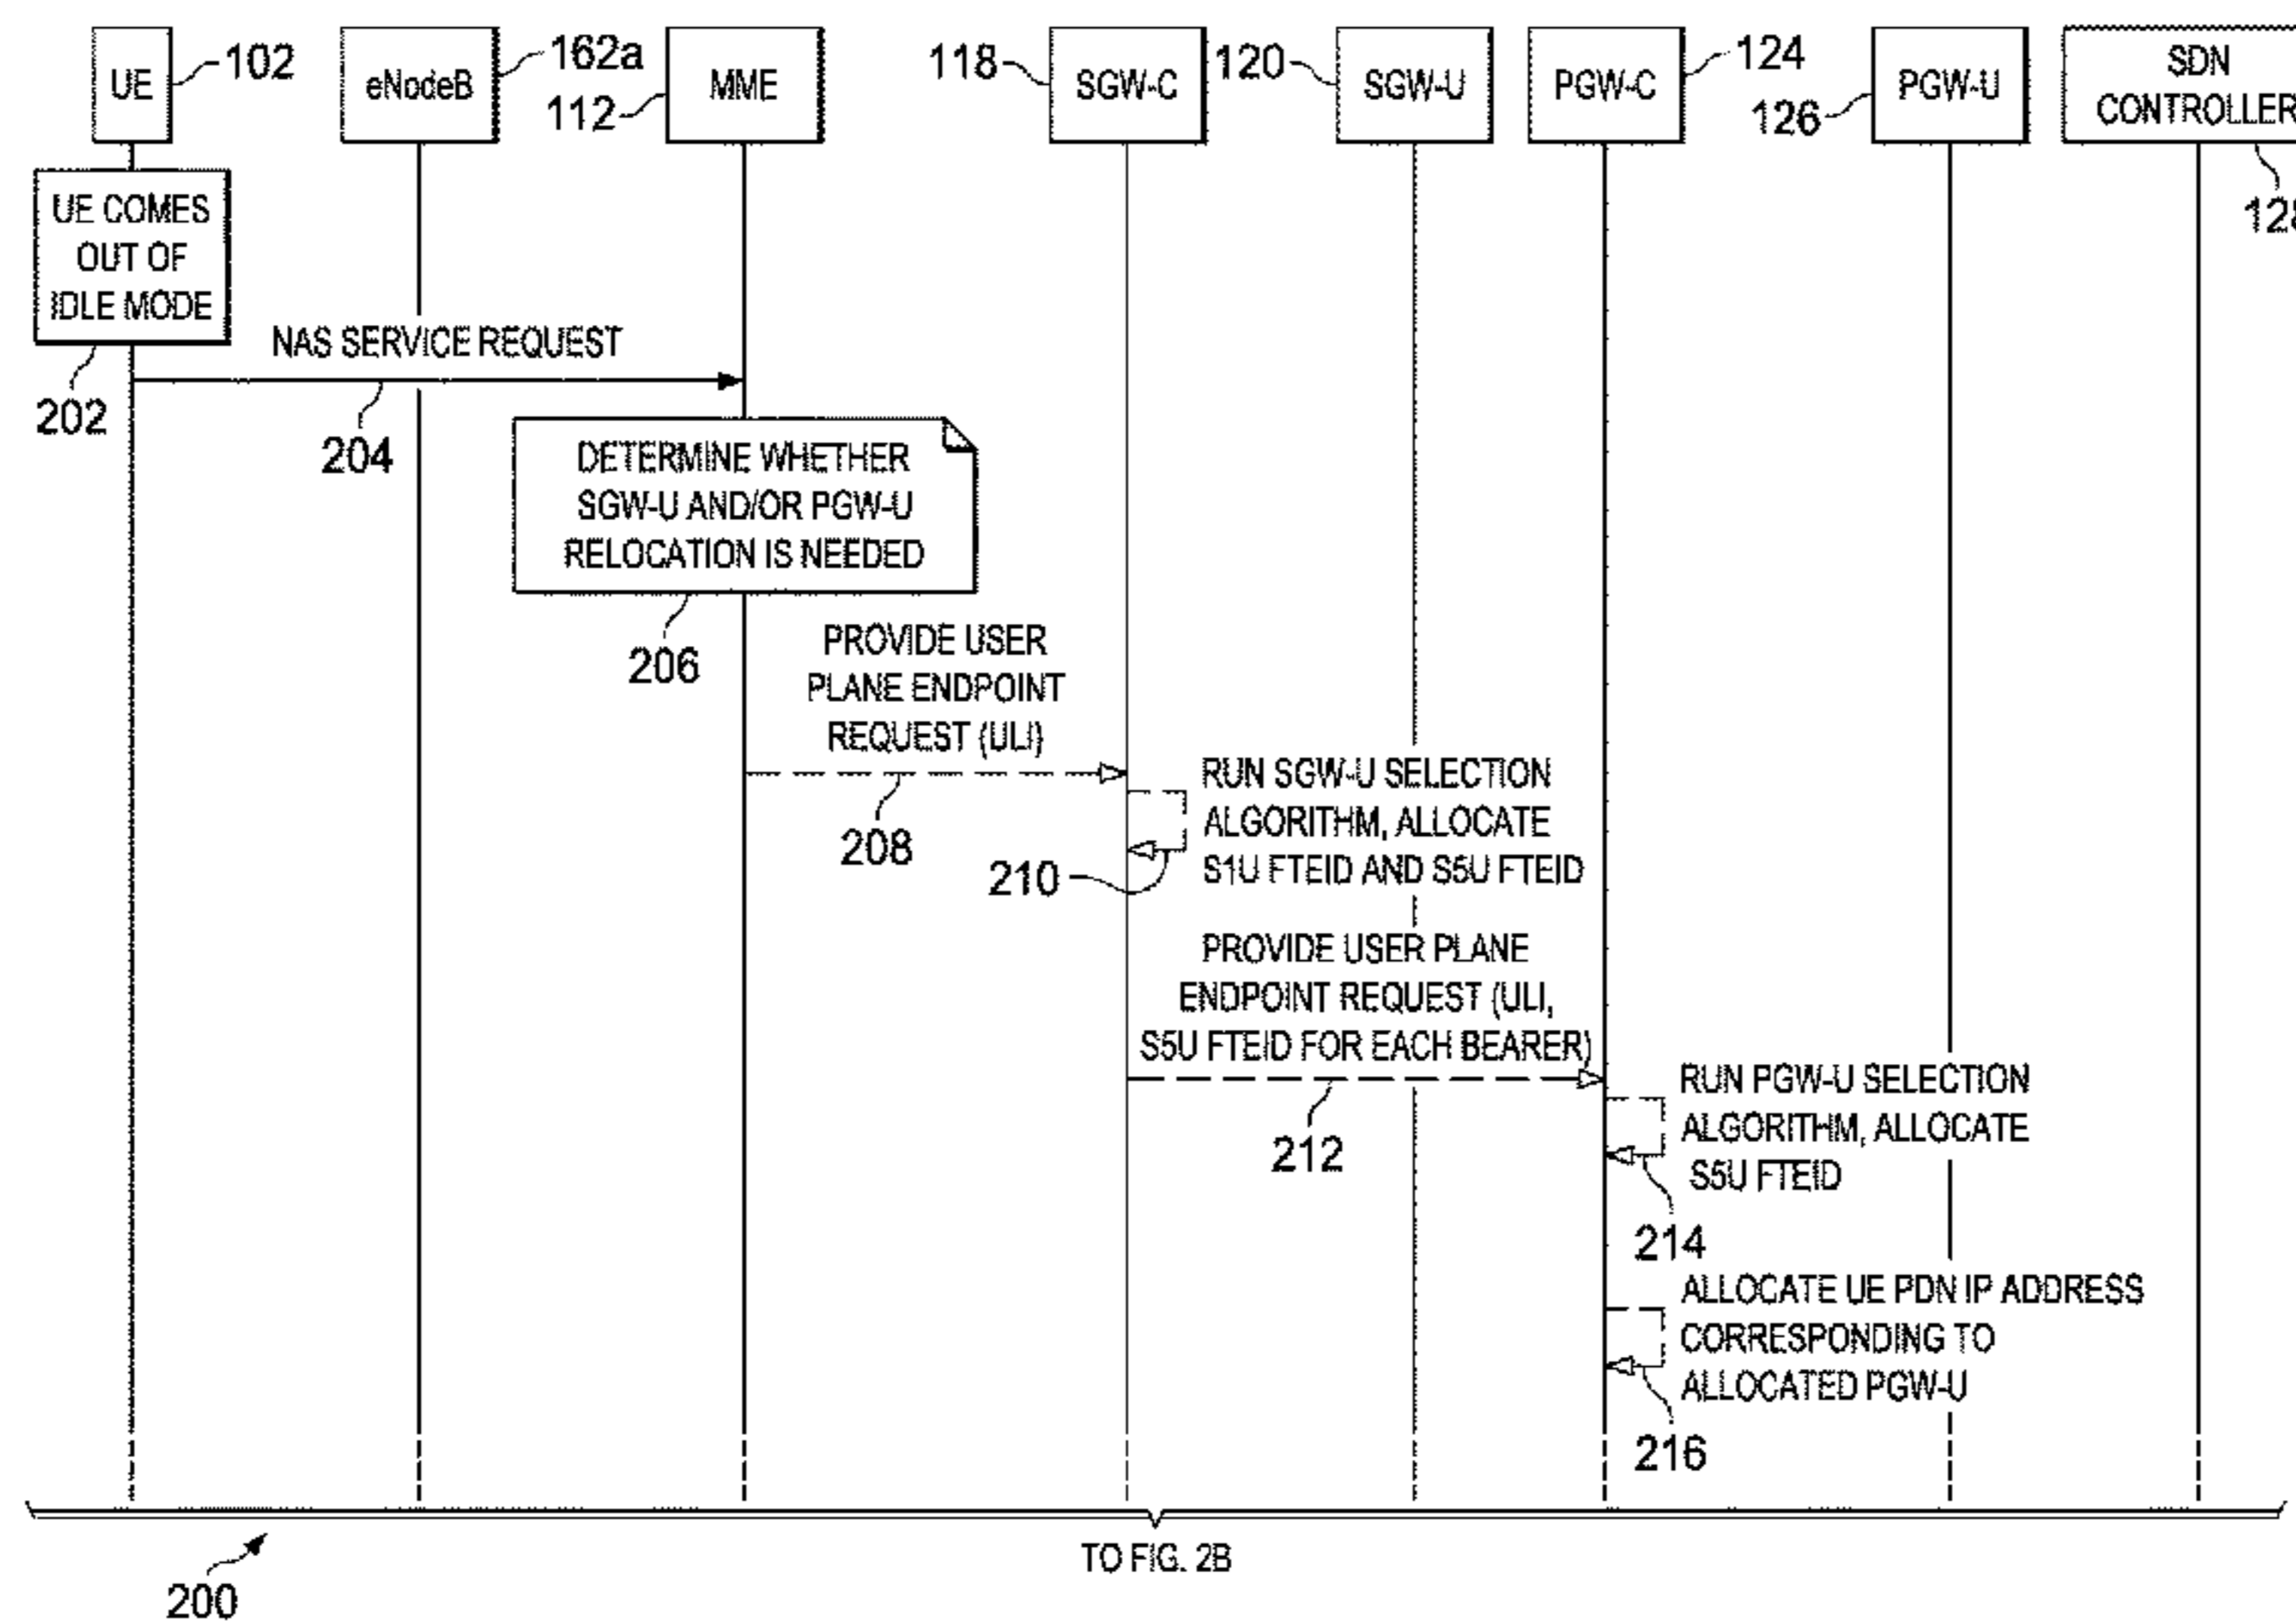 UE
102
eNodeB
162a
MME
112
118
SGW-C
120
SGW-U
PGW-C
124
126
PGW-U
SDN
CONTROLLER
UE COMES
OUT OF
IDLE MODE
202
NAS SERVICE REQUEST
204
DETERMINE WHETHER
SGW-U AND/OR PGW-U
RELOCATION IS NEEDED
206
PROVIDE USER
PLANE ENDPOINT
REQUEST (ULI)
208
RUN SGW-U SELECTION
ALGORITHM, ALLOCATE
S1U FTEID AND S5U FTEID
210
PROVIDE USER PLANE
ENDPOINT REQUEST (ULI,
S5U FTEID FOR EACH BEARER)
212
RUN PGW-U SELECTION
ALGORITHM, ALLOCATE
S5U FTEID
214
ALLOCATE UE PDN IP ADDRESS
CORRESPONDING TO
ALLOCATED PGW-U
216
TO FIG. 2B
200